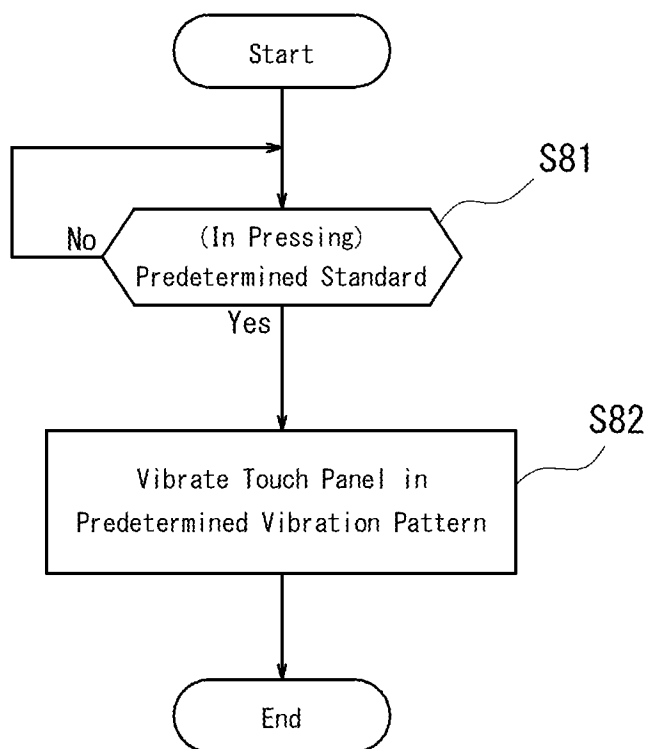 Start
S81
No
(In Pressing)
Predetermined Standard
Yes
S82
Vibrate Touch Panel in
Predetermined Vibration Pattern
End